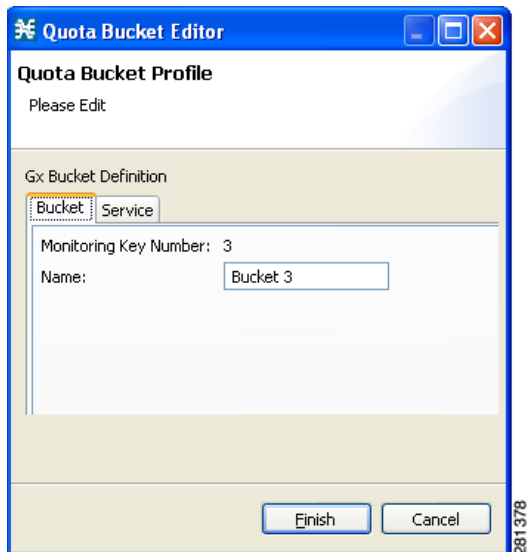 Quota Bucket Editor
Quota Bucket Profile
Please Edit
Gx Bucket Definition
Bucket Service
Monitoring Key Number: 3
Name: Bucket 3
Finish Cancel
281378